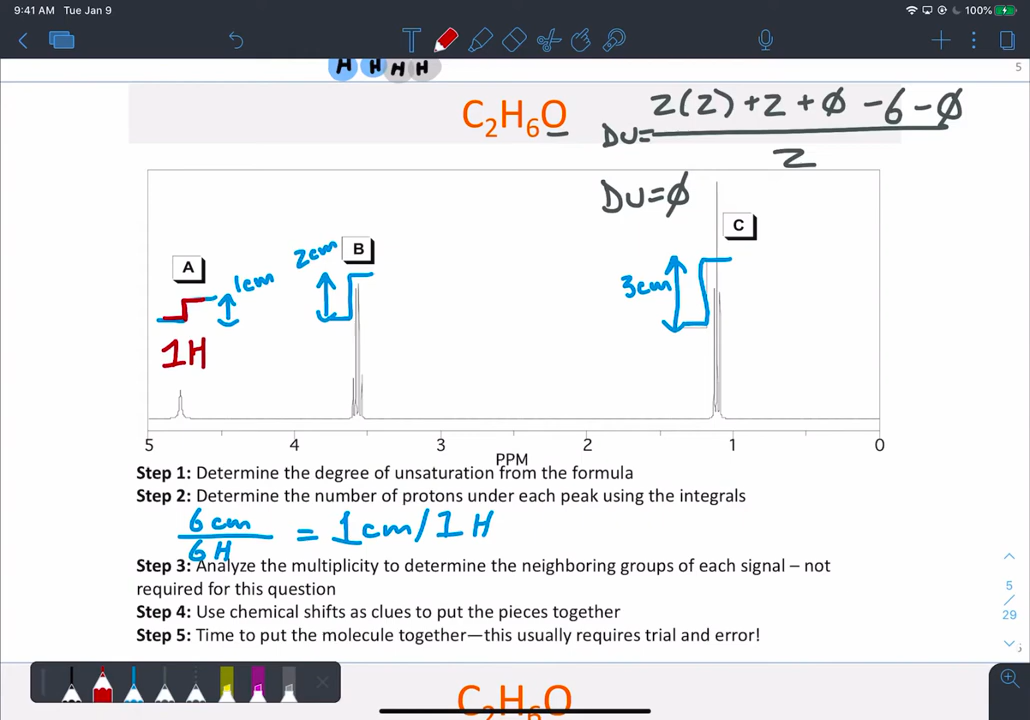 9:41 AM Tue Jan 9
100%
H H H H
5
C₂H₆O
DU= 2(2)+2+Ø-6-Ø
2
DU=Ø
A
B
C
1cm
2cm
3cm
1H
5 4 3 2 1 0
PPM
Step 1: Determine the degree of unsaturation from the formula
Step 2: Determine the number of protons under each peak using the integrals
6cm
6H
= 1cm/1H
Step 3: Analyze the multiplicity to determine the neighboring groups of each signal – not
required for this question
Step 4: Use chemical shifts as clues to put the pieces together
Step 5: Time to put the molecule together—this usually requires trial and error!
5
/
29
C₂H₆O